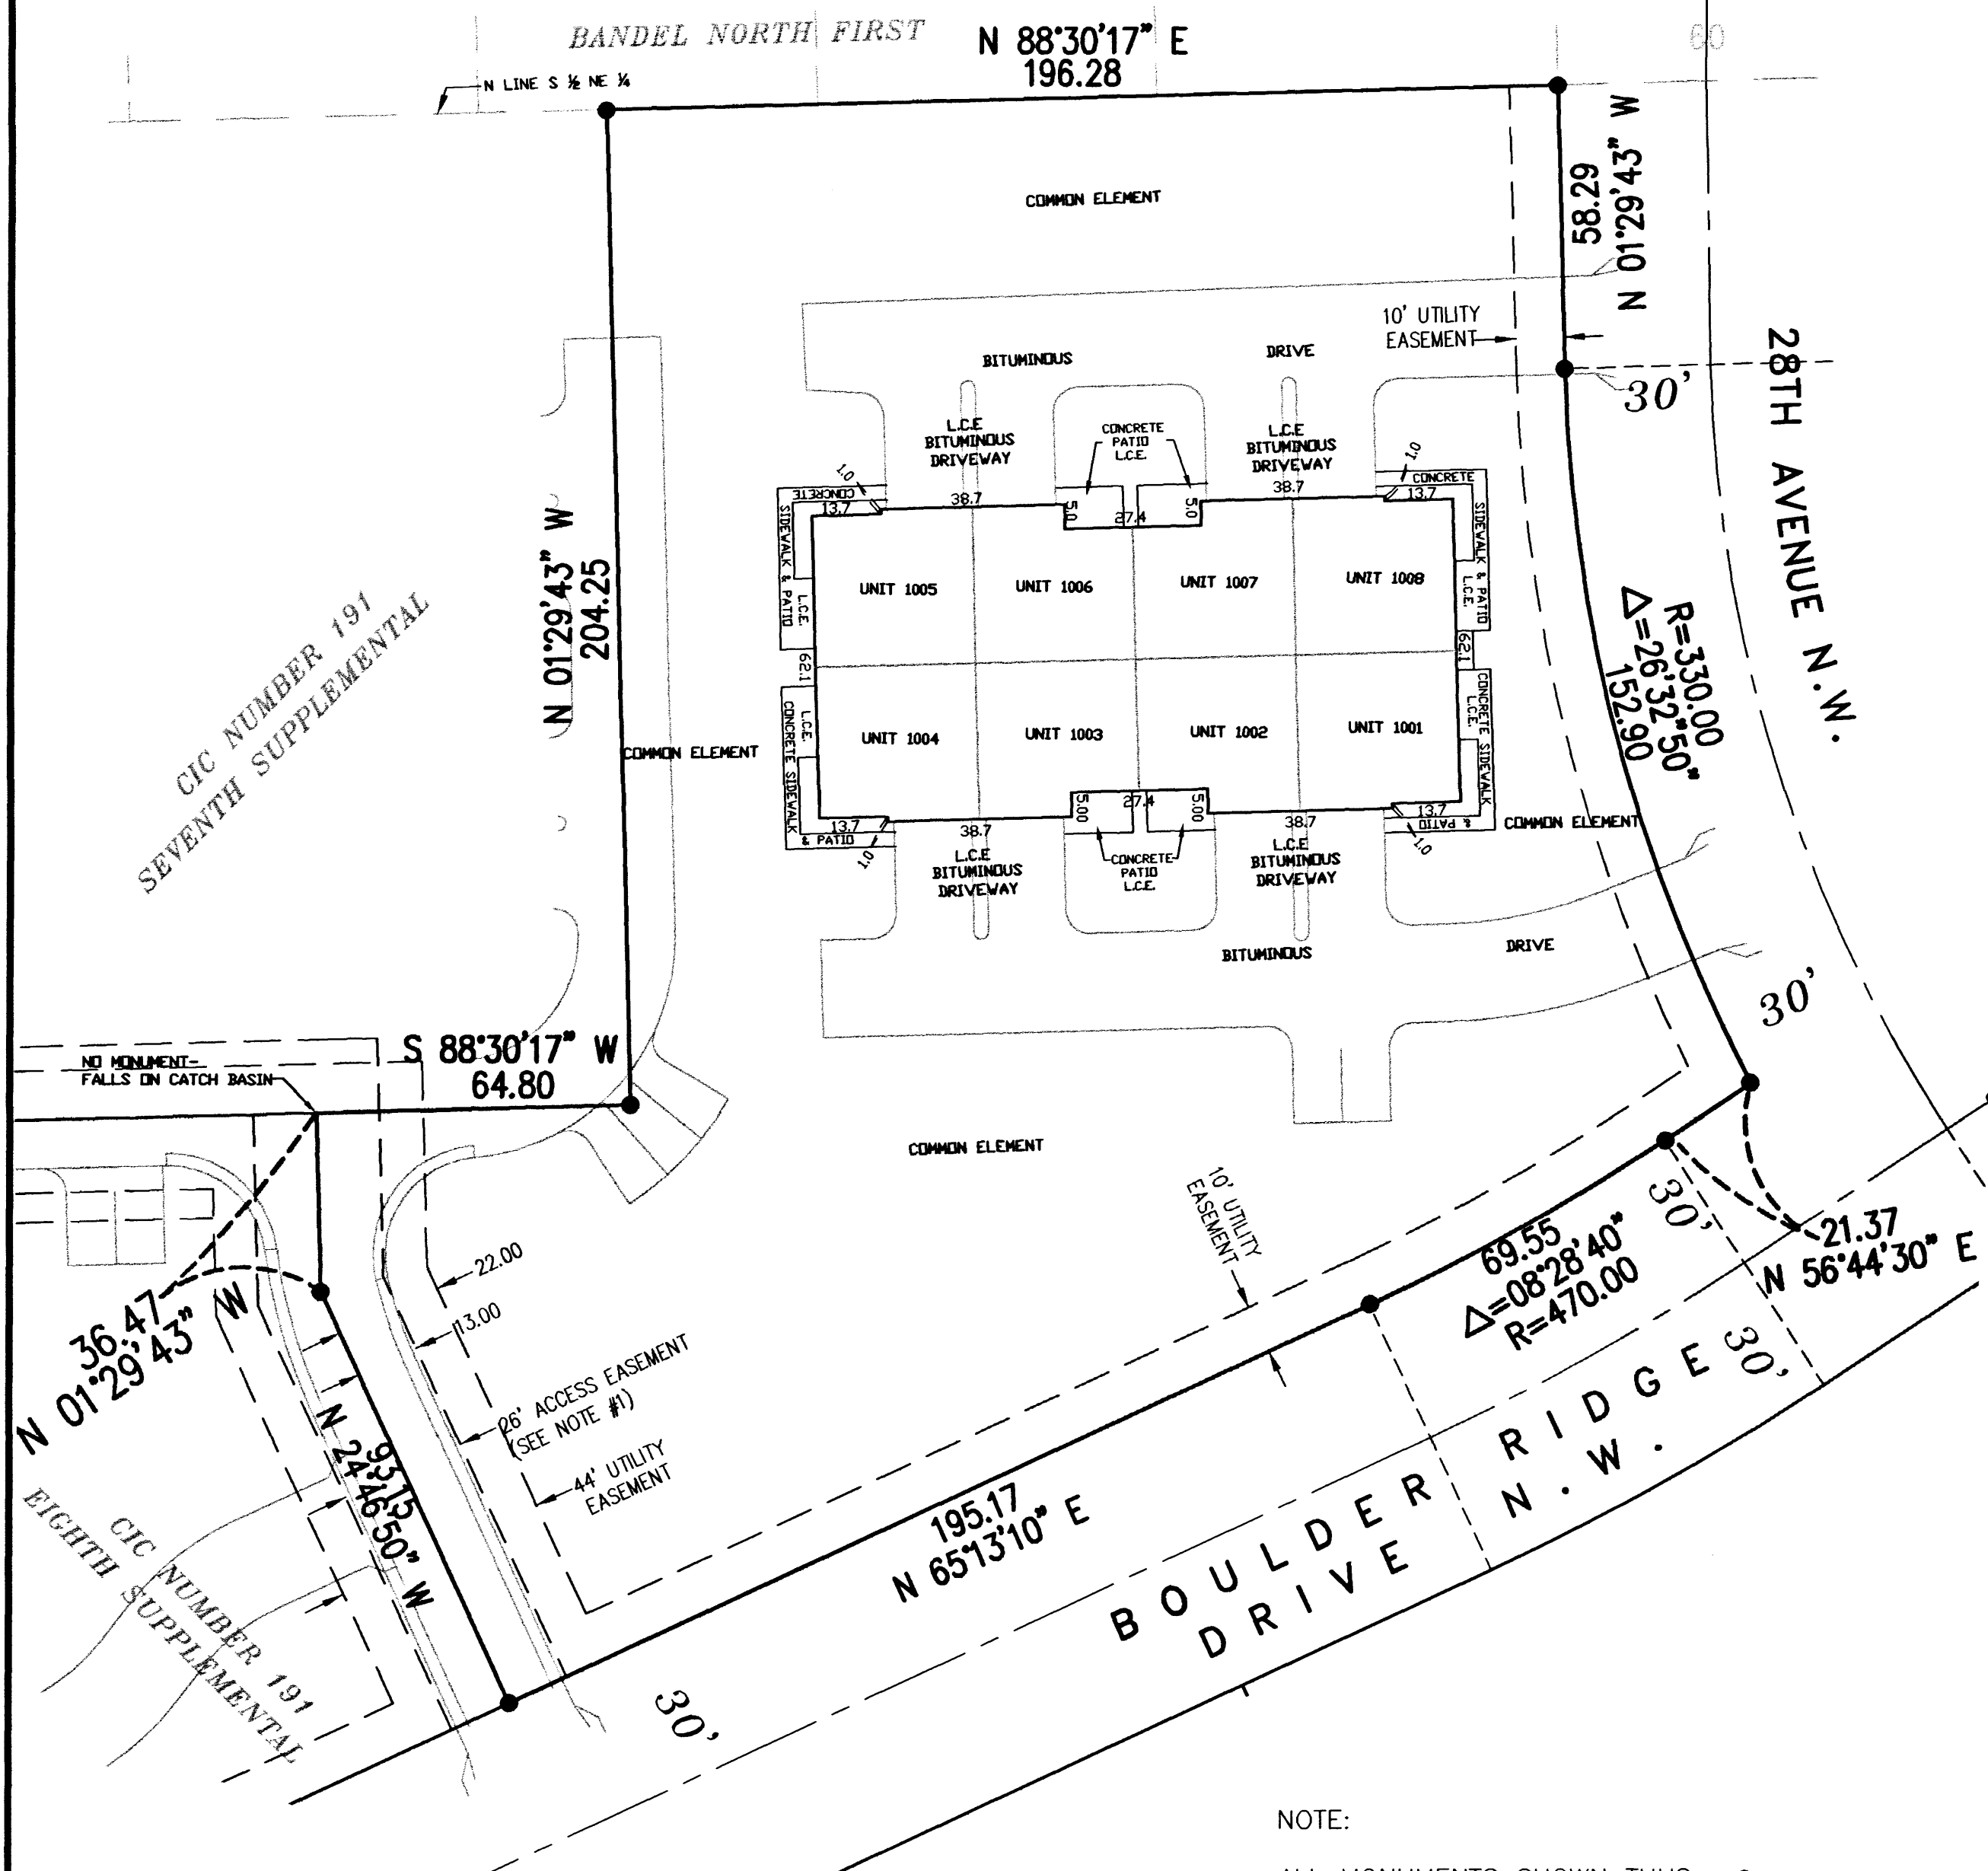 BANDEL NORTH FIRST
N 88°30'17" E
196.28
60
N LINE S ½ NE ¼
COMMON ELEMENT
58.29
N 01°29'43" W
10' UTILITY
EASEMENT
28TH AVENUE N.W.
30'
BITUMINOUS
DRIVE
L.C.E
BITUMINOUS
DRIVEWAY
CONCRETE
PATIO
L.C.E.
L.C.E
BITUMINOUS
DRIVEWAY
1.0
CONCRETE
13.7
38.7
5.0
27.4
5.0
38.7
1.0
CONCRETE
13.7
SIDEWALK & PATIO
L.C.E.
SIDEWALK & PATIO
L.C.E.
N 01°29'43" W
204.25
UNIT 1005
UNIT 1006
UNIT 1007
UNIT 1008
R=330.00
Δ=26°32'50"
152.90
CIC NUMBER 191
SEVENTH SUPPLEMENTAL
62.1
62.1
UNIT 1004
UNIT 1003
UNIT 1002
UNIT 1001
COMMON ELEMENT
L.C.E.
CONCRETE SIDEWALK
& PATIO
CONCRETE SIDEWALK
L.C.E.
& PATIO
COMMON ELEMENT
13.7
1.0
38.7
5.00
27.4
5.00
38.7
13.7
1.0
L.C.E
BITUMINOUS
DRIVEWAY
CONCRETE
PATIO
L.C.E.
L.C.E
BITUMINOUS
DRIVEWAY
BITUMINOUS
DRIVE
30'
S 88°30'17" W
64.80
NO MONUMENT-
FALLS ON CATCH BASIN
COMMON ELEMENT
10' UTILITY
EASEMENT
30'
21.37
N 56°44'30" E
69.55
Δ=08°28'40"
R=470.00
30'
22.00
13.00
36.47
N 01°29'43" W
26' ACCESS EASEMENT
(SEE NOTE #1)
44' UTILITY
EASEMENT
93.15
N 24°46'50" W
CIC NUMBER 191
EIGHTH SUPPLEMENTAL
195.17
N 65°13'10" E
BOULDER RIDGE
DRIVE N.W.
30'
NOTE: